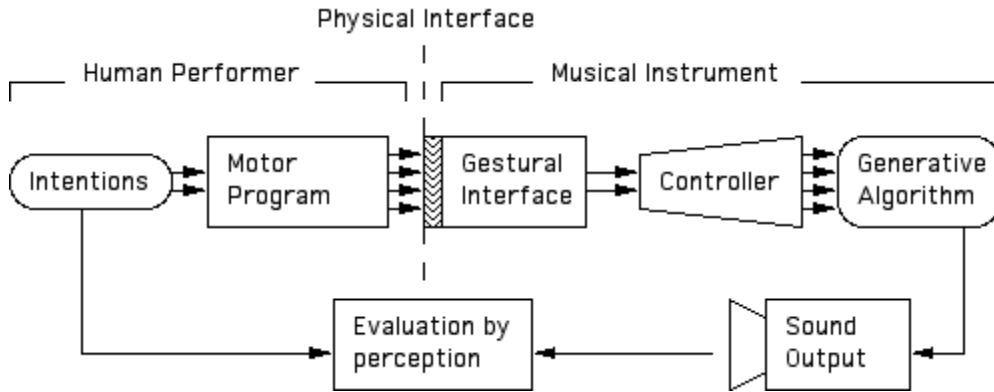 Physical Interface
Human Performer
Musical Instrument
Intentions
Motor
Program
Gestural
Interface
Controller
Generative
Algorithm
Evaluation by
perception
Sound
Output